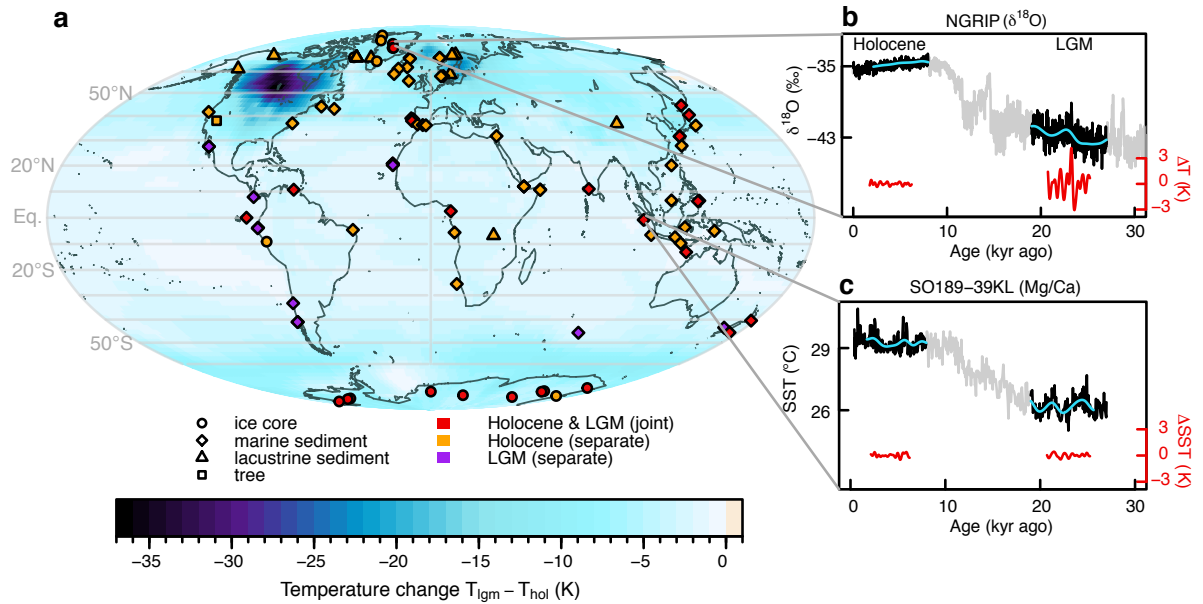 a
50°N
20°N
Eq.
20°S
50°S
ice core
marine sediment
lacustrine sediment
tree
Holocene & LGM (joint)
Holocene (separate)
LGM (separate)
−35 −30 −25 −20 −15 −10 −5 0
Temperature change Tlgm − Thol (K)
b
NGRIP (δ18O)
Holocene LGM
δ18O (‰)
−35
−43
3
0
−3
ΔT (K)
0 10 20 30
Age (kyr ago)
c
SO189−39KL (Mg/Ca)
SST (°C)
29
26
3
0
−3
ΔSST (K)
0 10 20 30
Age (kyr ago)